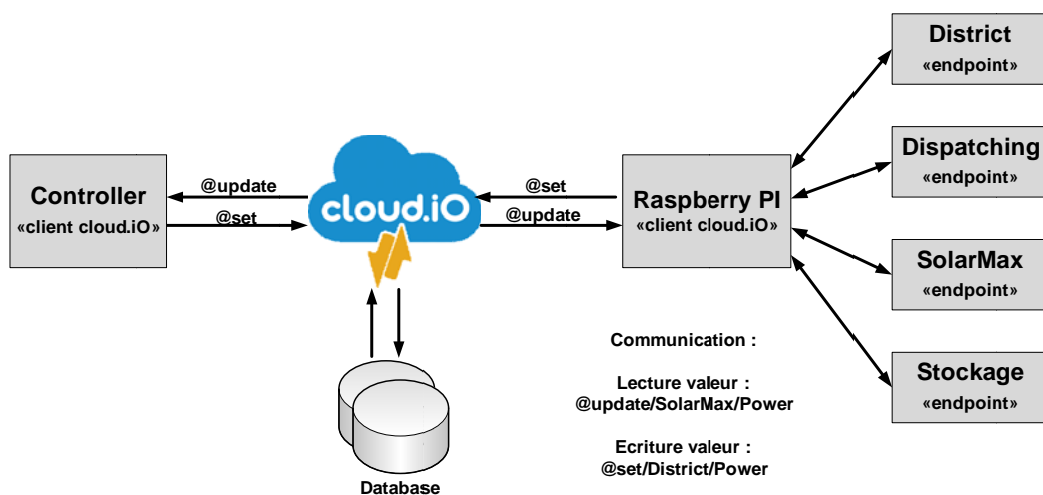 District
«endpoint»
Dispatching
«endpoint»
@update
@set
Controller
«client cloud.iO»
@set
@update
cloud.iO
Raspberry PI
«client cloud.iO»
SolarMax
«endpoint»
Communication :
Lecture valeur :
@update/SolarMax/Power
Ecriture valeur :
@set/District/Power
Stockage
«endpoint»
Database